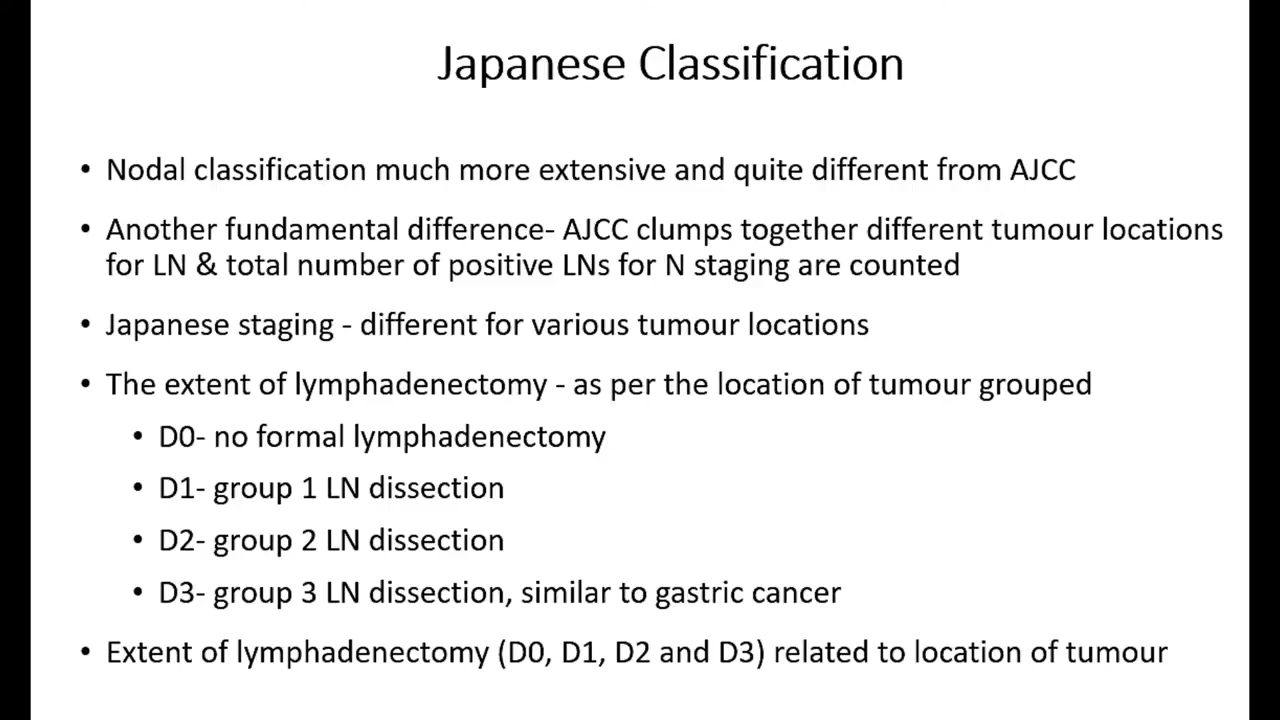 Japanese Classification
• Nodal classification much more extensive and quite different from AJCC
• Another fundamental difference- AJCC clumps together different tumour locations
for LN & total number of positive LNs for N staging are counted
• Japanese staging - different for various tumour locations
• The extent of lymphadenectomy - as per the location of tumour grouped
• D0- no formal lymphadenectomy
• D1- group 1 LN dissection
• D2- group 2 LN dissection
• D3- group 3 LN dissection, similar to gastric cancer
• Extent of lymphadenectomy (D0, D1, D2 and D3) related to location of tumour